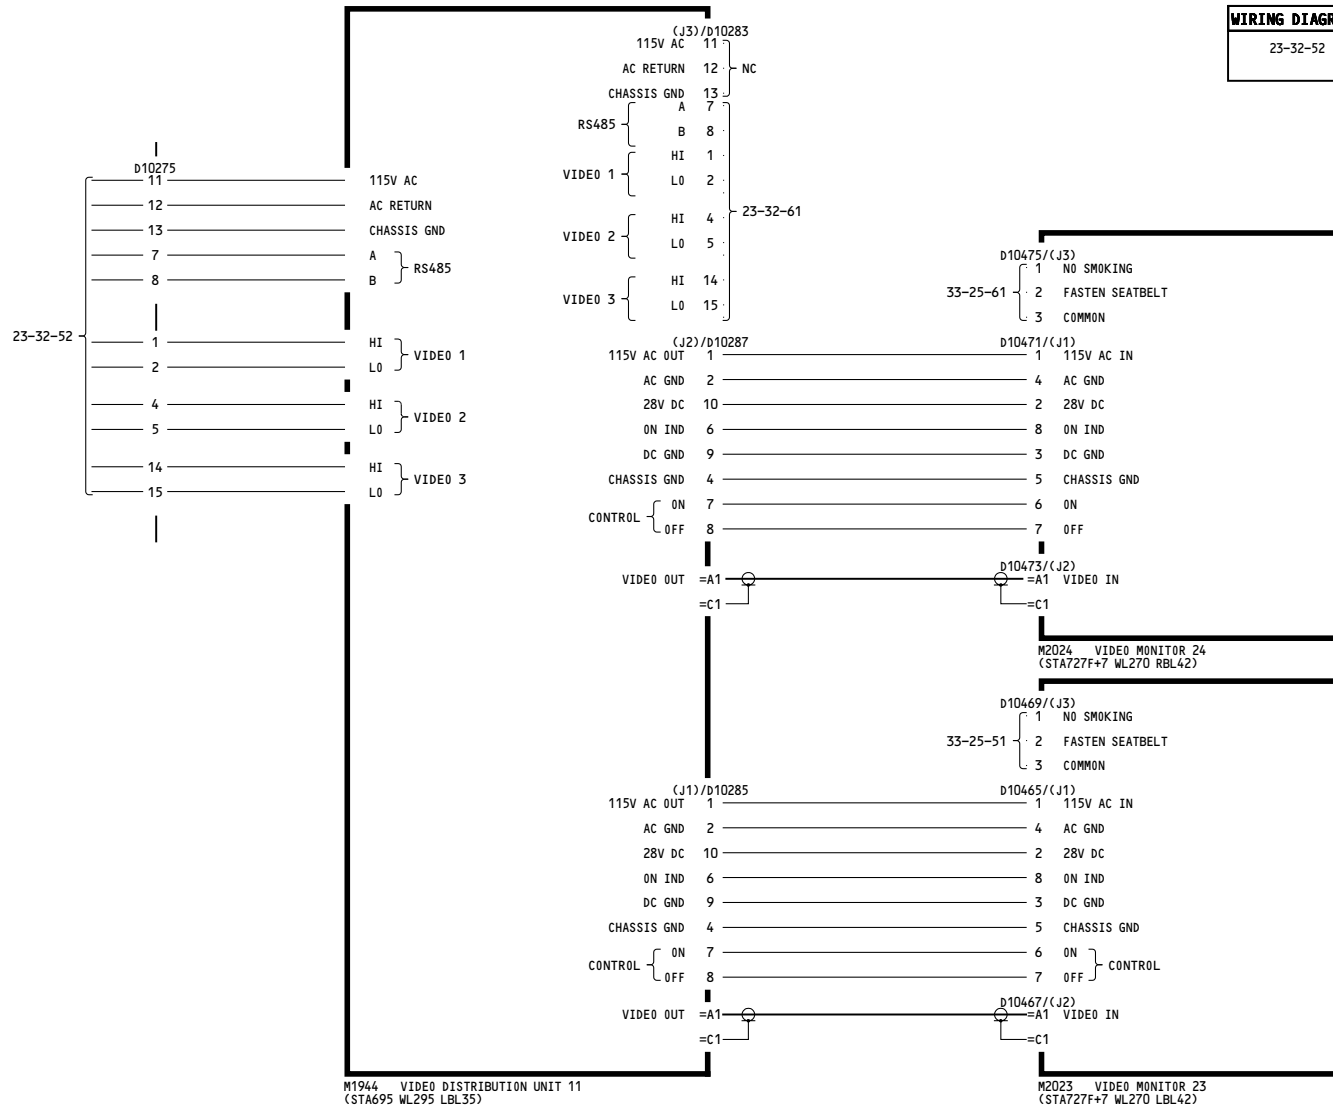 WIRING DIAGR
23-32-52
(J3)/D10283
115V AC 11
AC RETURN 12 NC
CHASSIS GND 13
A 7
RS485
B 8
HI 1
VIDEO 1
LO 2
23-32-61
HI 4
VIDEO 2
LO 5
HI 14
VIDEO 3
LO 15
D10275
11 115V AC
12 AC RETURN
13 CHASSIS GND
7 A
RS485
8 B
23-32-52
1 HI
VIDEO 1
2 LO
4 HI
VIDEO 2
5 LO
14 HI
VIDEO 3
15 LO
D10475/(J3)
1 NO SMOKING
33-25-61 2 FASTEN SEATBELT
3 COMMON
(J2)/D10287 D10471/(J1)
115V AC OUT 1 1 115V AC IN
AC GND 2 4 AC GND
28V DC 10 2 28V DC
ON IND 6 8 ON IND
DC GND 9 3 DC GND
CHASSIS GND 4 5 CHASSIS GND
ON 7 6 ON
CONTROL
OFF 8 7 OFF
D10473/(J2)
VIDEO OUT =A1 =A1 VIDEO IN
=C1 =C1
M2024 VIDEO MONITOR 24
(STA727F+7 WL270 RBL42)
D10469/(J3)
1 NO SMOKING
33-25-51 2 FASTEN SEATBELT
3 COMMON
(J1)/D10285 D10465/(J1)
115V AC OUT 1 1 115V AC IN
AC GND 2 4 AC GND
28V DC 10 2 28V DC
ON IND 6 8 ON IND
DC GND 9 3 DC GND
CHASSIS GND 4 5 CHASSIS GND
ON 7 6 ON
CONTROL CONTROL
OFF 8 7 OFF
D10467/(J2)
VIDEO OUT =A1 =A1 VIDEO IN
=C1 =C1
M1944 VIDEO DISTRIBUTION UNIT 11
(STA695 WL295 LBL35)
M2023 VIDEO MONITOR 23
(STA727F+7 WL270 LBL42)